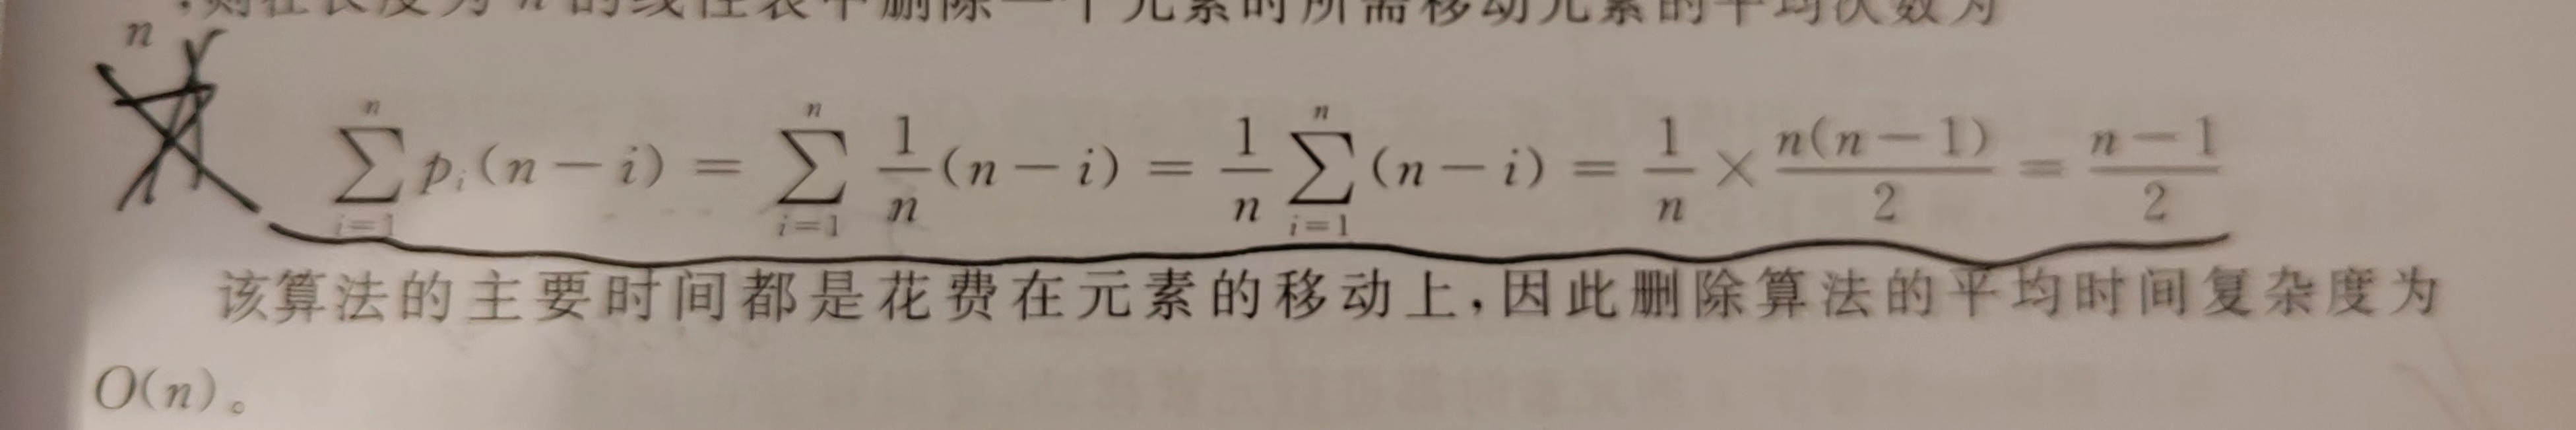 ,则在长度为 n 的线性表中删除一个元素时所需移动元素的平均次数为
n
$\sum_{i=1}^{n} p_i(n-i) = \sum_{i=1}^{n} \frac{1}{n}(n-i) = \frac{1}{n}\sum_{i=1}^{n}(n-i) = \frac{1}{n} \times \frac{n(n-1)}{2} = \frac{n-1}{2}$
该算法的主要时间都是花费在元素的移动上,因此删除算法的平均时间复杂度为
O(n)。